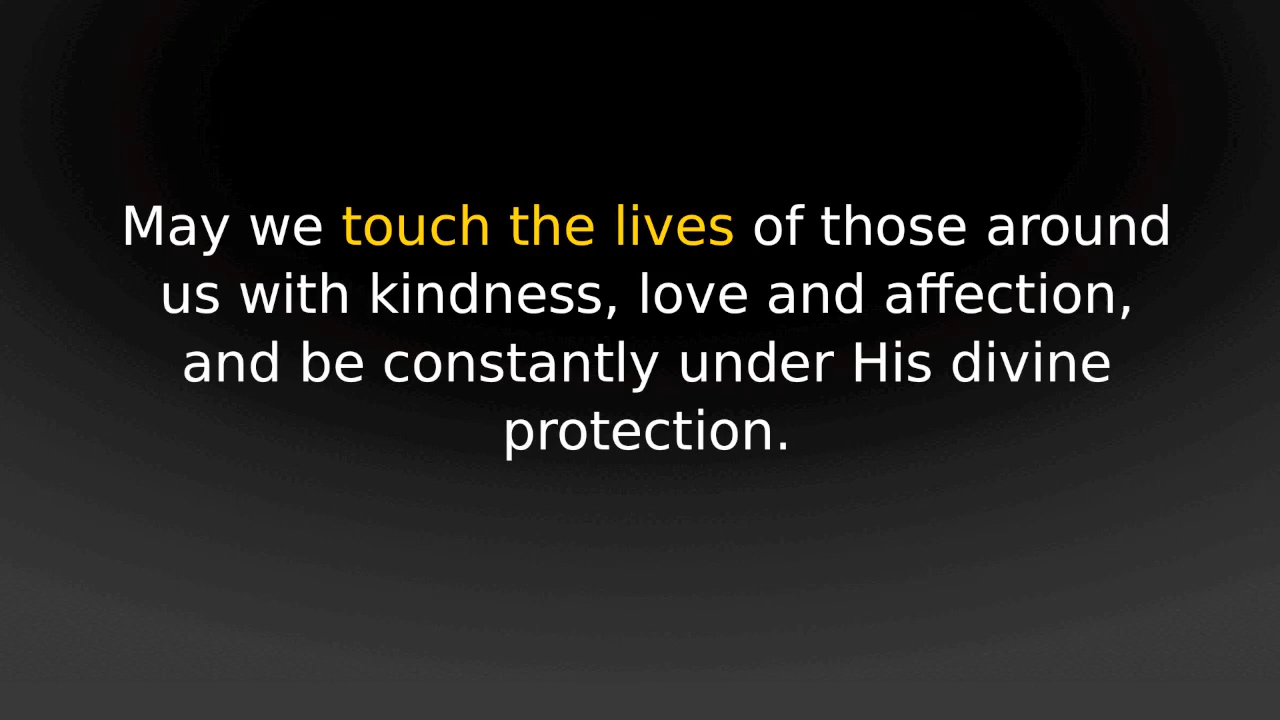 May we touch the lives of those around
us with kindness, love and affection,
and be constantly under His divine
protection.